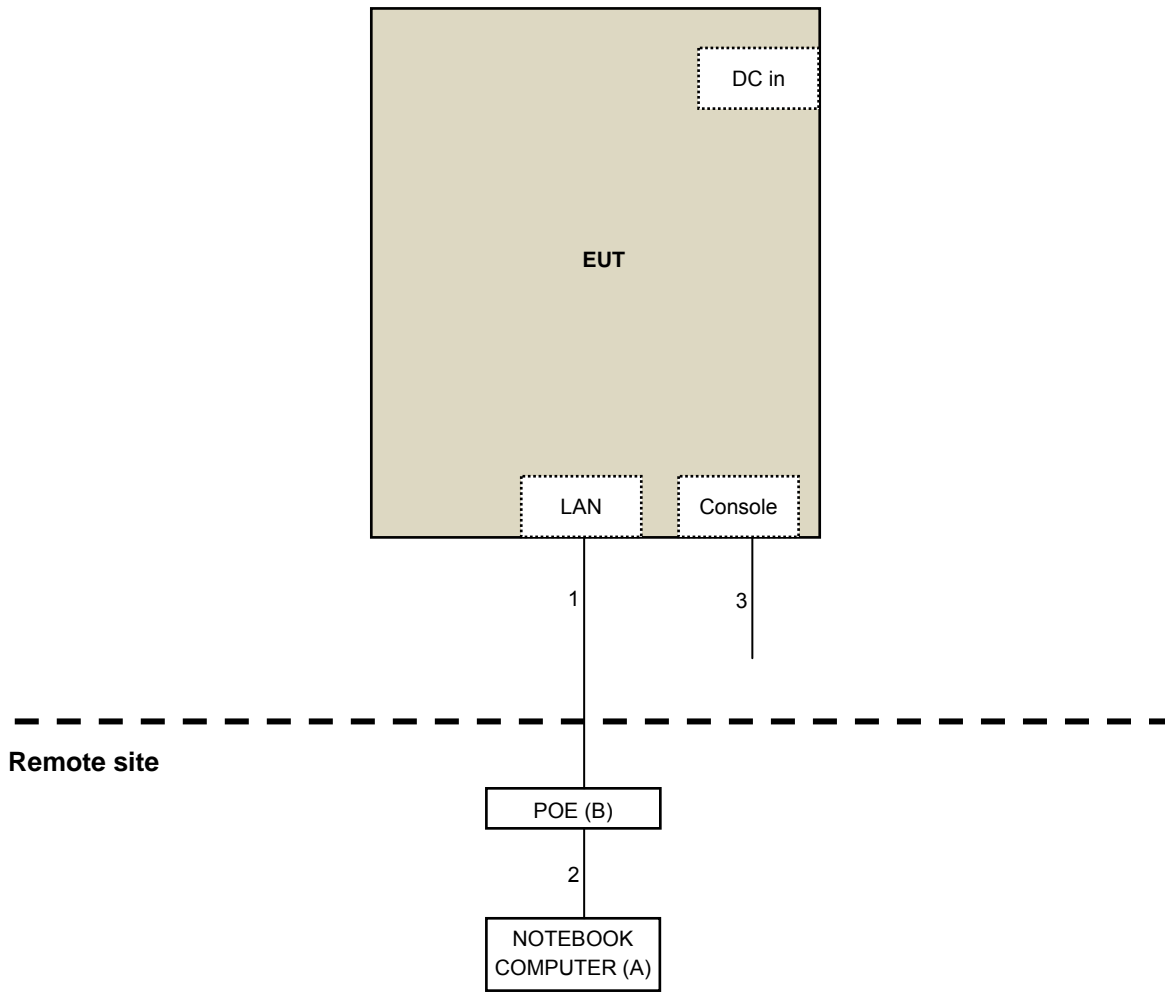 DC in
EUT
LAN
Console
1
3
Remote site
POE (B)
2
NOTEBOOK
COMPUTER (A)